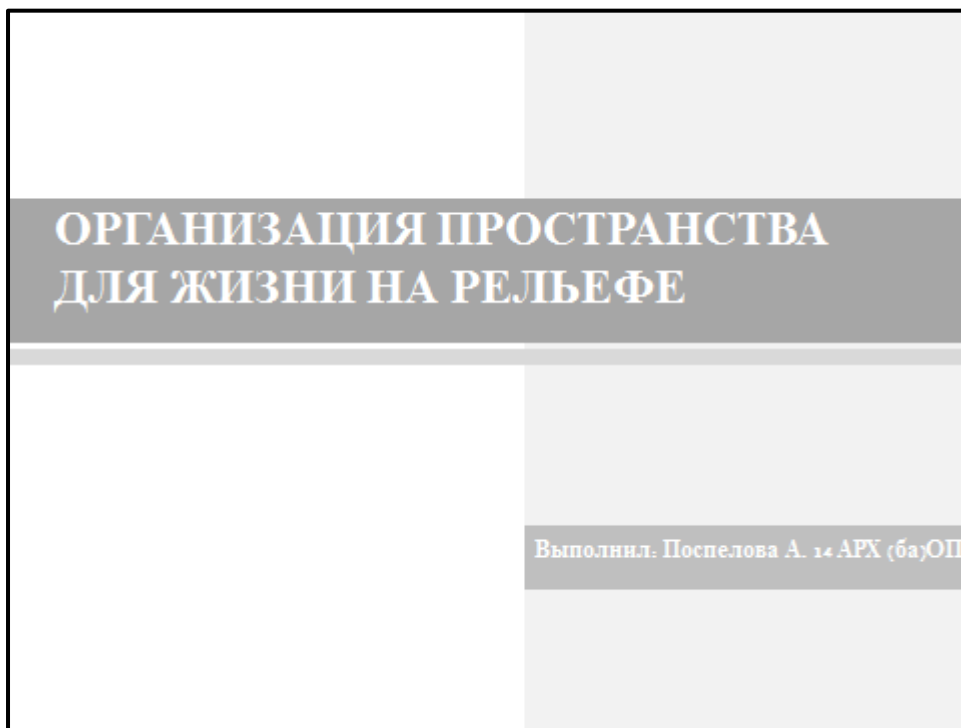 ОРГАНИЗАЦИЯ ПРОСТРАНСТВА
ДЛЯ ЖИЗНИ НА РЕЛЬЕФЕ
Выполнил: Поспелова А. 14 АРХ (ба)ОП